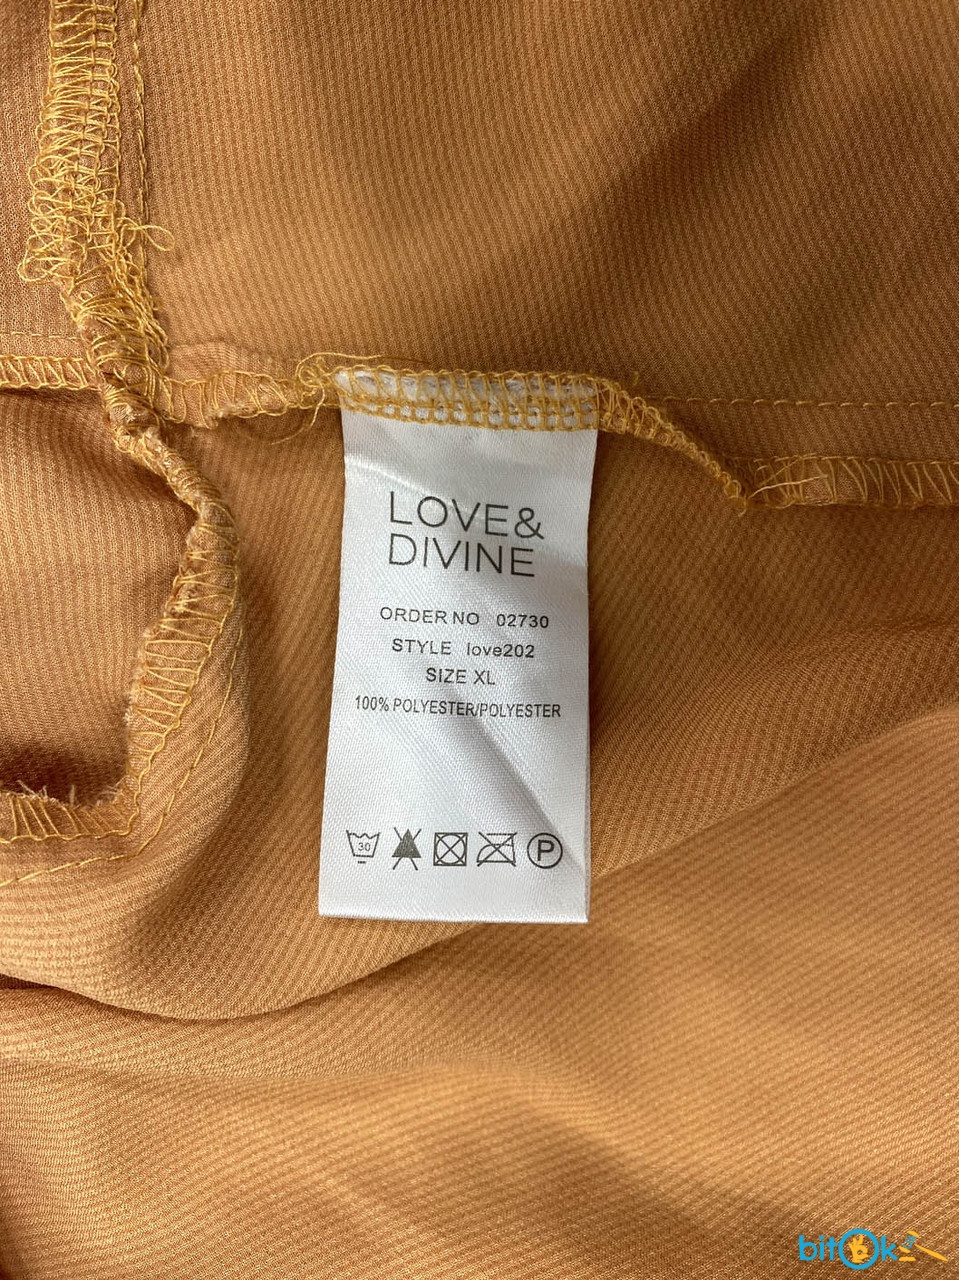 LOVE&
DIVINE
ORDER NO 02730
STYLE love202
SIZE XL
100% POLYESTER/POLYESTER
30
P
bitOk